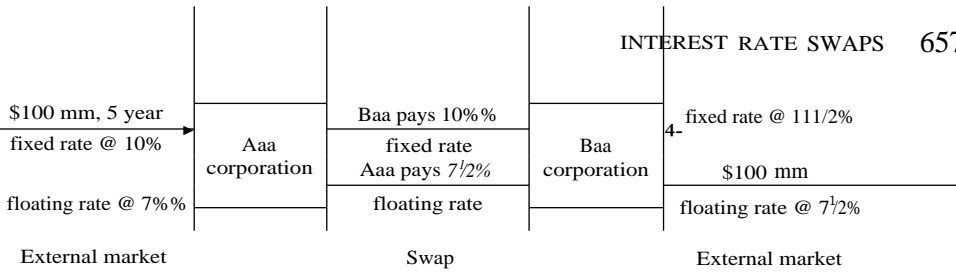 INTEREST RATE SWAPS 657
$100 mm, 5 year
fixed rate @ 10%
floating rate @ 7%%
External market
Aaa
corporation
Baa pays 10%%
fixed rate
Aaa pays 7½%
floating rate
Swap
Baa
corporation
4- fixed rate @ 111/2%
$100 mm
floating rate @ 7½%
External market